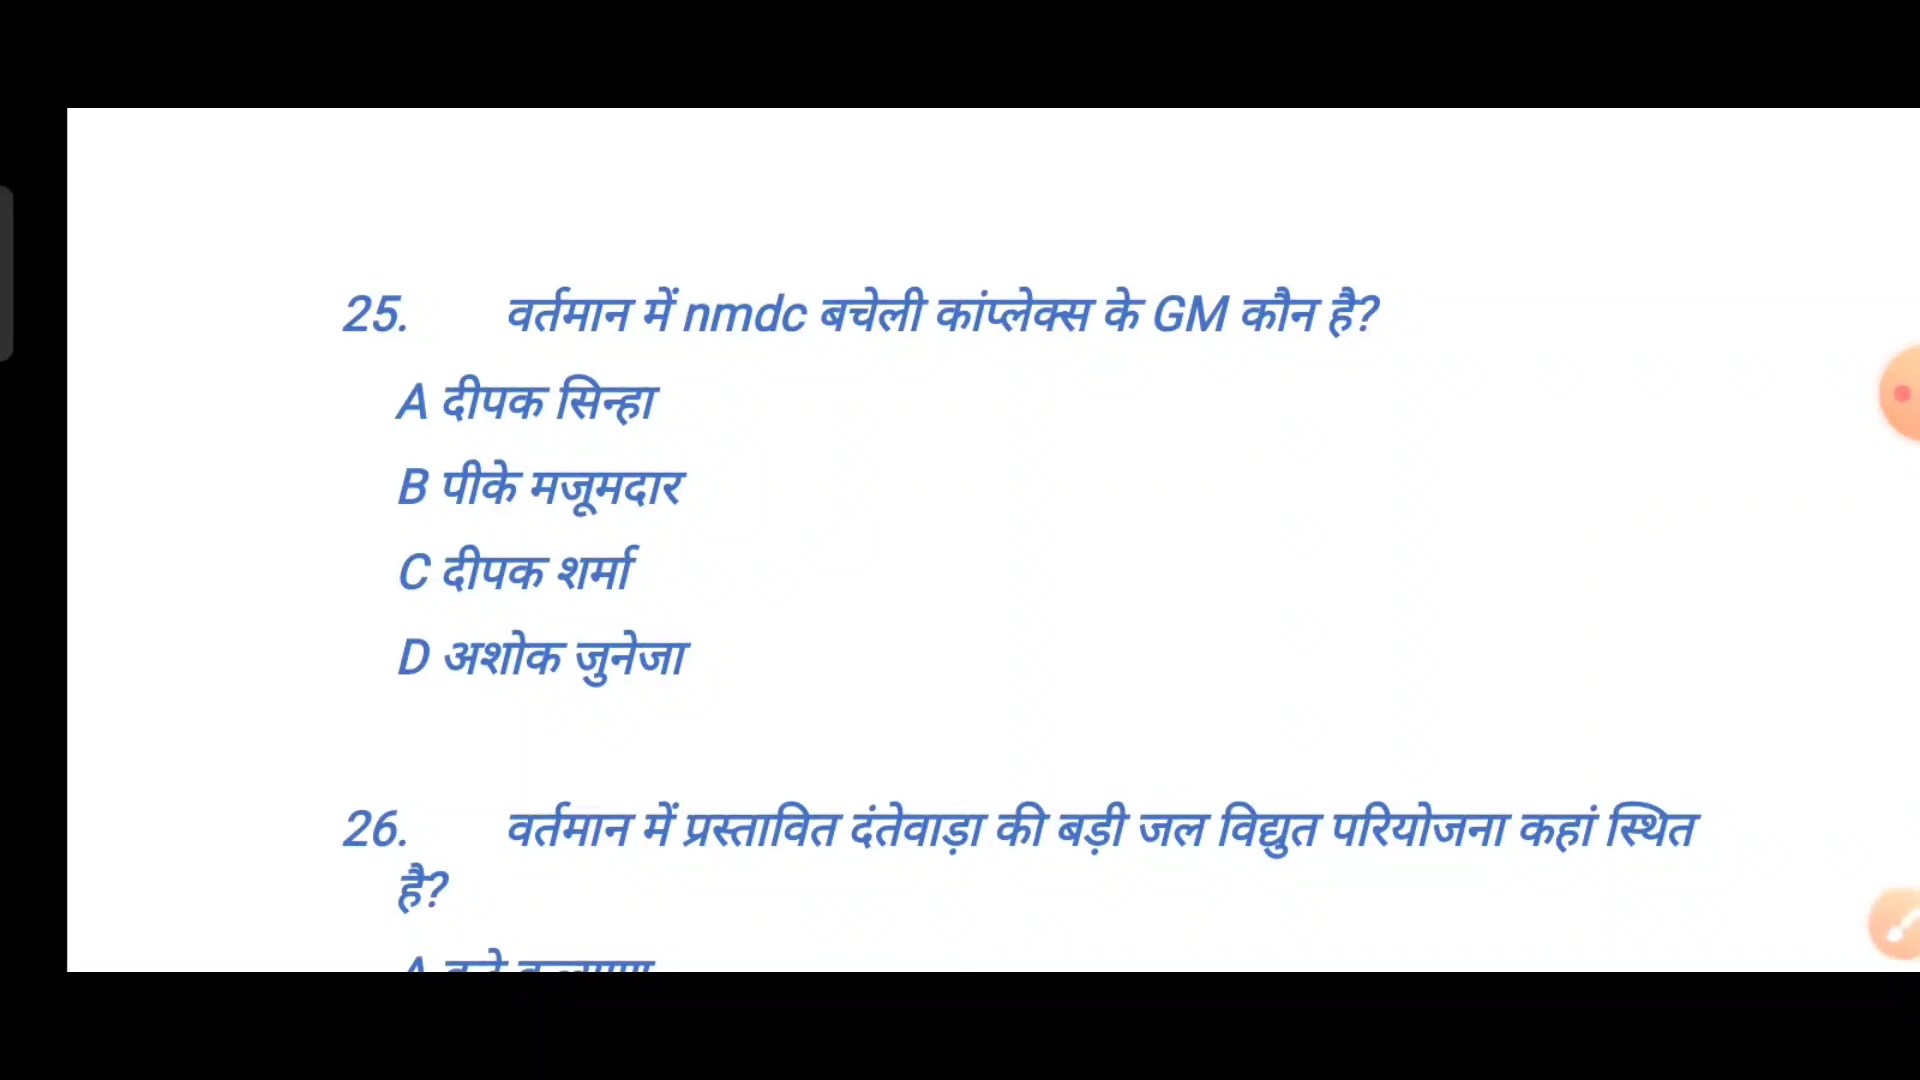 25. वर्तमान में nmdc बचेली कांप्लेक्स के GM कौन है?
A दीपक सिन्हा
B पीके मजूमदार
C दीपक शर्मा
D अशोक जुनेजा
26. वर्तमान में प्रस्तावित दंतेवाड़ा की बड़ी जल विद्युत परियोजना कहां स्थित
है?
A